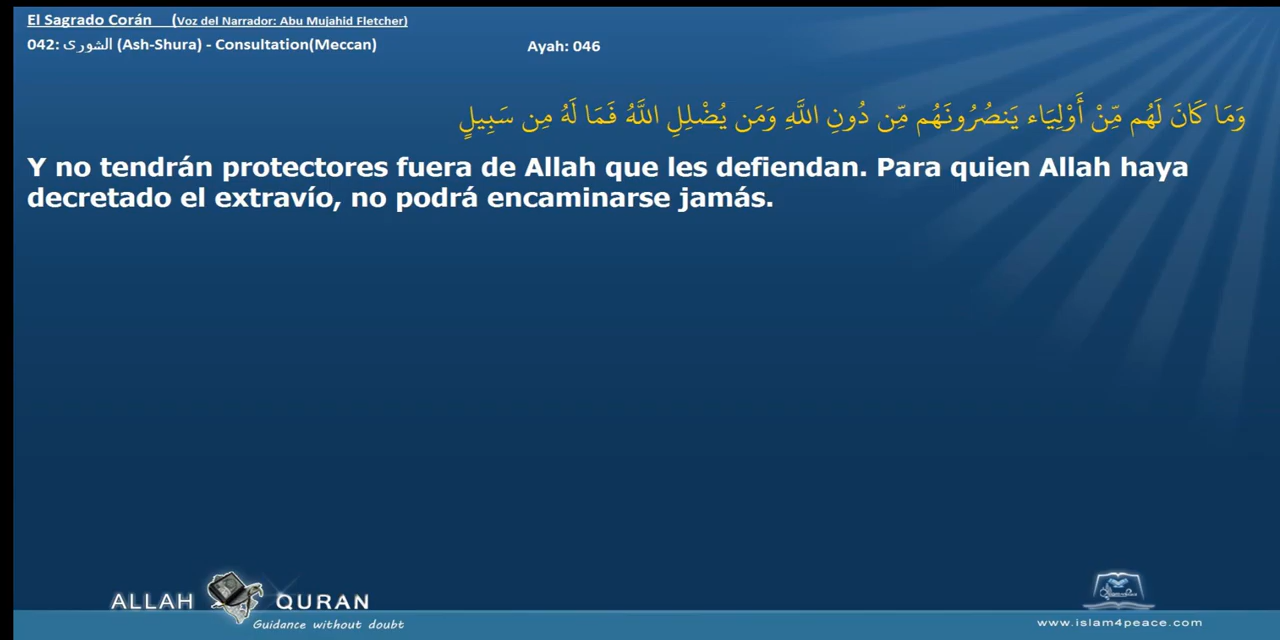 El Sagrado Corán (Voz del Narrador: Abu Mujahid Fletcher)
042: الشورى (Ash-Shura) - Consultation(Meccan) Ayah: 046
وَمَا كَانَ لَهُم مِّنْ أَوْلِيَاء يَنصُرُونَهُم مِّن دُونِ اللَّهِ وَمَن يُضْلِلِ اللَّهُ فَمَا لَهُ مِن سَبِيلٍ
Y no tendrán protectores fuera de Allah que les defiendan. Para quien Allah haya
decretado el extravío, no podrá encaminarse jamás.
ALLAH QURAN
Guidance without doubt
www.islam4peace.com